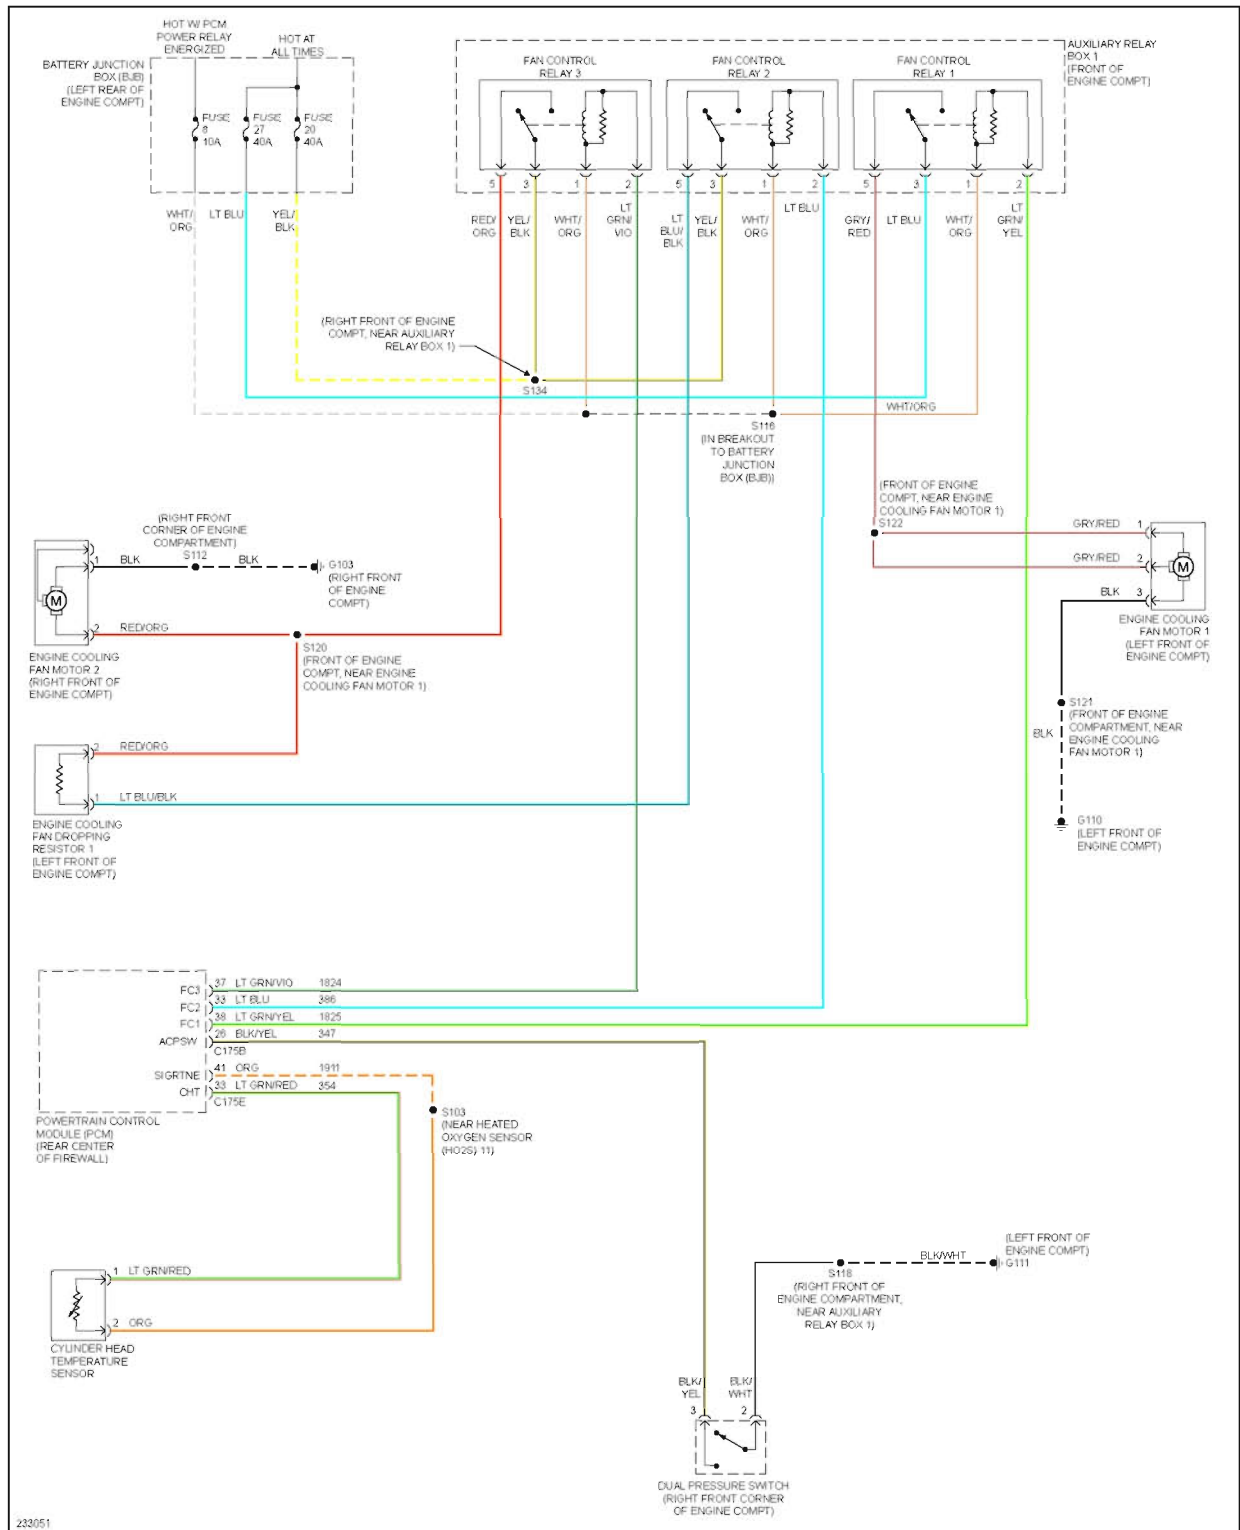 HOT W/ PCM
POWER RELAY
ENERGIZED
HOT AT
ALL TIMES
BATTERY JUNCTION
BOX (BJB)
(LEFT REAR OF
ENGINE COMPT)
FUSE
8
10A
FUSE
27
40A
FUSE
20
40A
WHT/
ORG
LT BLU
YEL/
BLK
AUXILIARY RELAY
BOX 1
(FRONT OF
ENGINE COMPT)
FAN CONTROL
RELAY 3
FAN CONTROL
RELAY 2
FAN CONTROL
RELAY 1
5 3 1 2
5 3 1 2
5 3 1 2
RED/
ORG
YEL/
BLK
WHT/
ORG
LT
GRN/
VIO
LT
BLU/
BLK
YEL/
BLK
WHT/
ORG
LT BLU
GRY/
RED
LT BLU
WHT/
ORG
LT
GRN/
YEL
(RIGHT FRONT OF ENGINE
COMPT, NEAR AUXILIARY
RELAY BOX 1)
S134
WHT/ORG
S116
(IN BREAKOUT
TO BATTERY
JUNCTION
BOX (BJB))
(FRONT OF ENGINE
COMPT, NEAR ENGINE
COOLING FAN MOTOR 1)
S122
GRY/RED 1
GRY/RED 2
BLK 3
M
ENGINE COOLING
FAN MOTOR 1
(LEFT FRONT OF
ENGINE COMPT)
(RIGHT FRONT
CORNER OF ENGINE
COMPARTMENT)
S112
1 BLK
BLK
G103
(RIGHT FRONT
OF ENGINE
COMPT)
M
2 RED/ORG
ENGINE COOLING
FAN MOTOR 2
(RIGHT FRONT OF
ENGINE COMPT)
S120
(FRONT OF ENGINE
COMPT, NEAR ENGINE
COOLING FAN MOTOR 1)
S121
(FRONT OF ENGINE
COMPARTMENT, NEAR
ENGINE COOLING
FAN MOTOR 1)
BLK
G110
(LEFT FRONT OF
ENGINE COMPT)
2 RED/ORG
1 LT BLU/BLK
ENGINE COOLING
FAN DROPPING
RESISTOR 1
(LEFT FRONT OF
ENGINE COMPT)
FC3 37 LT GRN/VIO 1824
FC2 33 LT BLU 386
FC1 38 LT GRN/YEL 1825
ACPSW 26 BLK/YEL 347
C175B
SIGRTNE 41 ORG 1911
CHT 33 LT GRN/RED 354
C175E
POWERTRAIN CONTROL
MODULE (PCM)
(REAR CENTER
OF FIREWALL)
S103
(NEAR HEATED
OXYGEN SENSOR
(HO2S) 11)
1 LT GRN/RED
2 ORG
CYLINDER HEAD
TEMPERATURE
SENSOR
(LEFT FRONT OF
ENGINE COMPT)
G111
BLK/WHT
S118
(RIGHT FRONT OF
ENGINE COMPARTMENT,
NEAR AUXILIARY
RELAY BOX 1)
BLK/
YEL
BLK/
WHT
3 2
DUAL PRESSURE SWITCH
(RIGHT FRONT CORNER
OF ENGINE COMPT)
233051